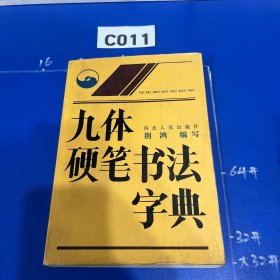 C011
16
九体
河北人民出版社
荆鸿 编写
硬笔书法
字典
64开
32开
大32开